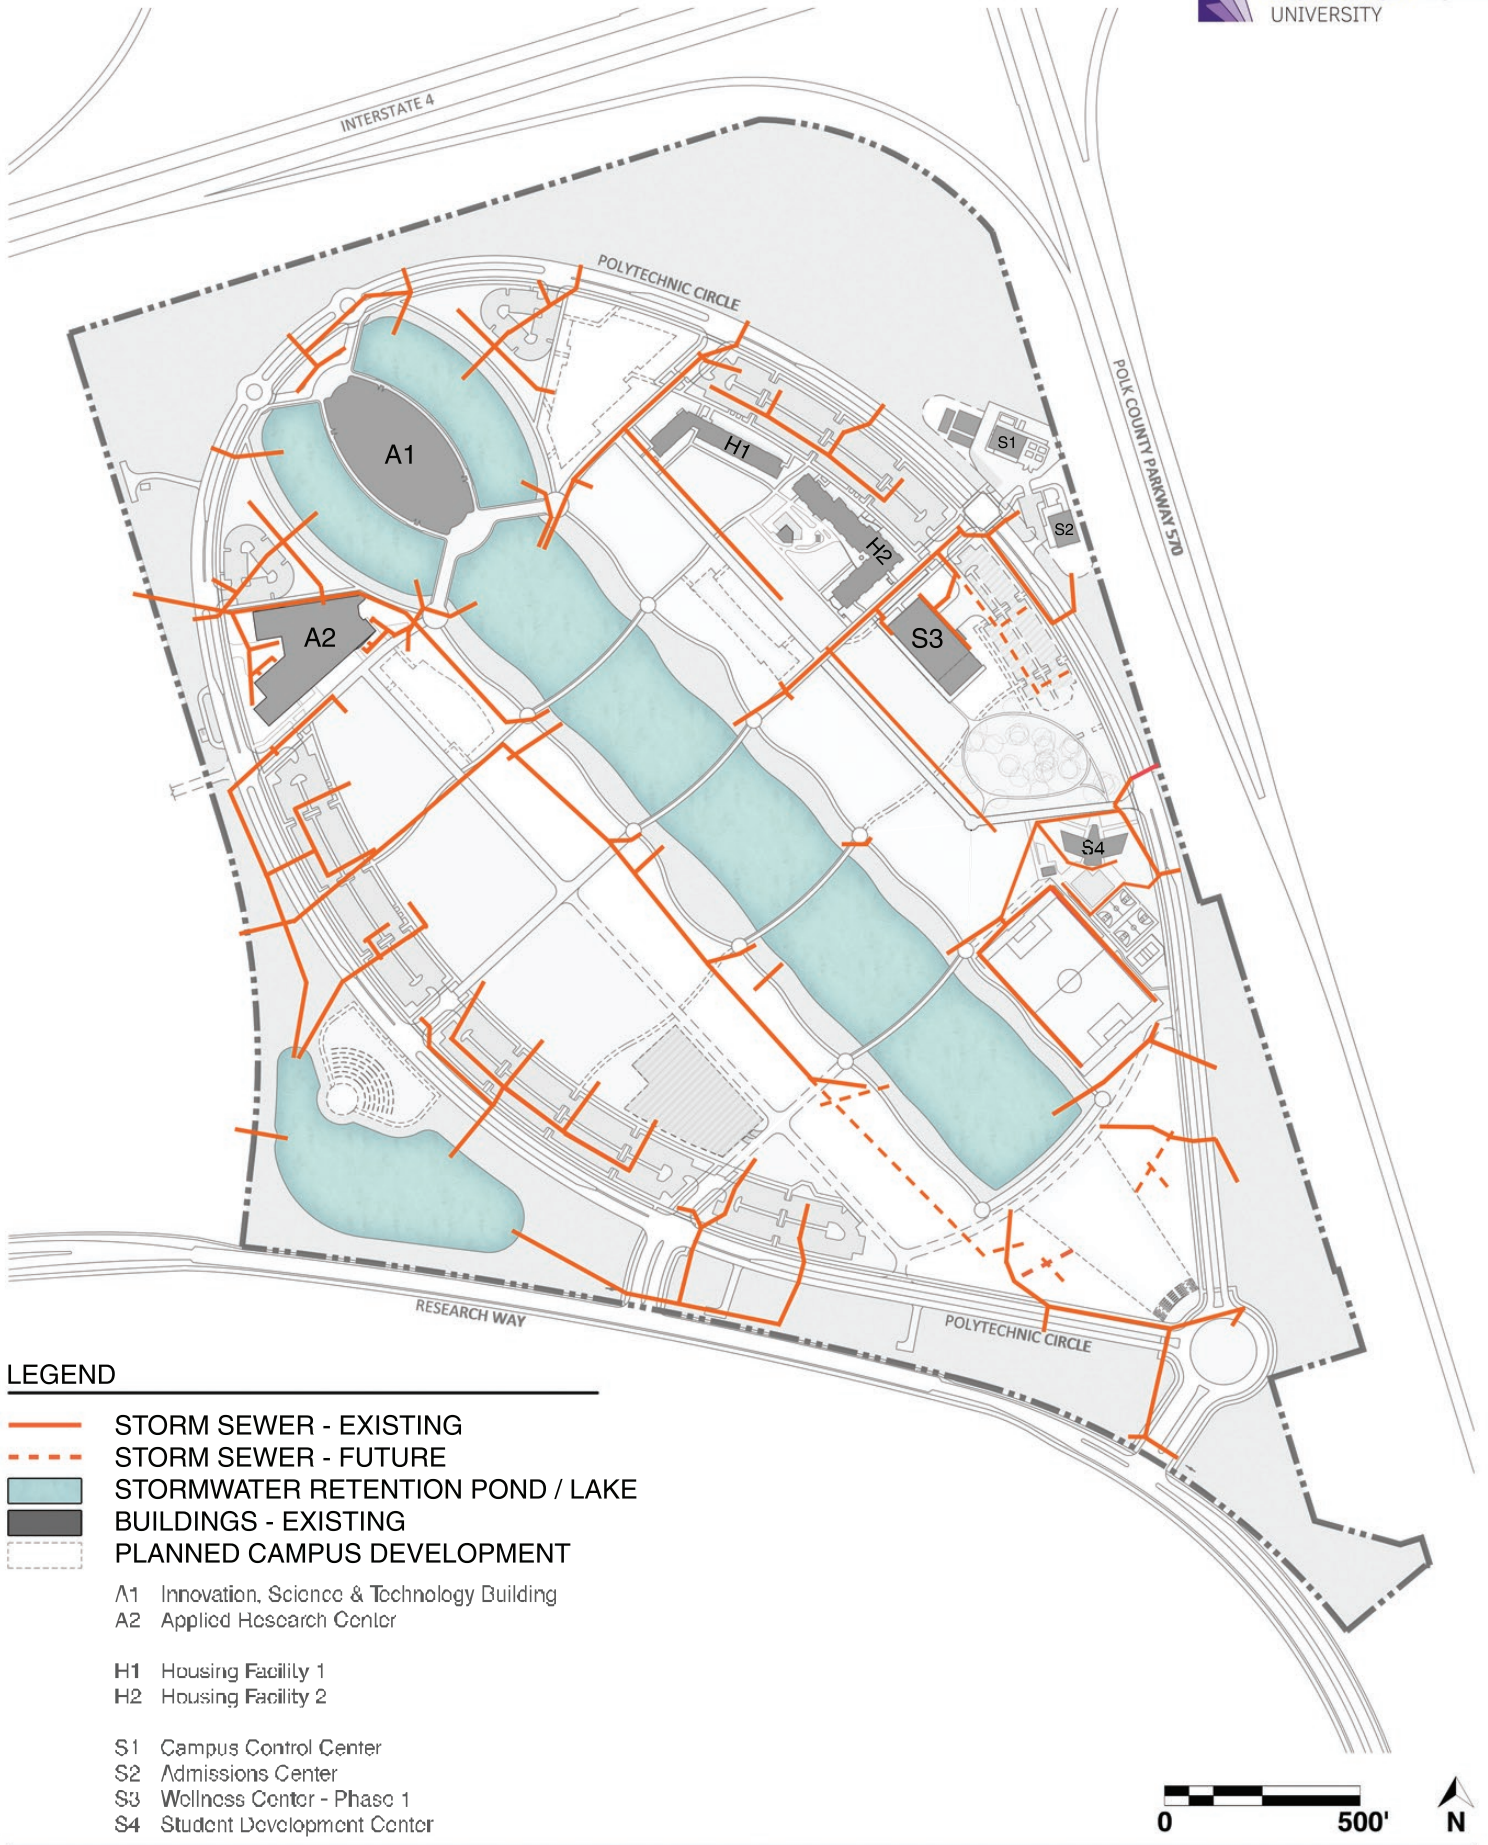 UNIVERSITY
INTERSTATE 4
POLYTECHNIC CIRCLE
POLK COUNTY PARKWAY 570
A1
H1
S1
S2
H2
A2
S3
S4
RESEARCH WAY
POLYTECHNIC CIRCLE
LEGEND
STORM SEWER - EXISTING
STORM SEWER - FUTURE
STORMWATER RETENTION POND / LAKE
BUILDINGS - EXISTING
PLANNED CAMPUS DEVELOPMENT
A1 Innovation, Science & Technology Building
A2 Applied Research Center
H1 Housing Facility 1
H2 Housing Facility 2
S1 Campus Control Center
S2 Admissions Center
S3 Wellness Center - Phase 1
S4 Student Development Center
0 500' N